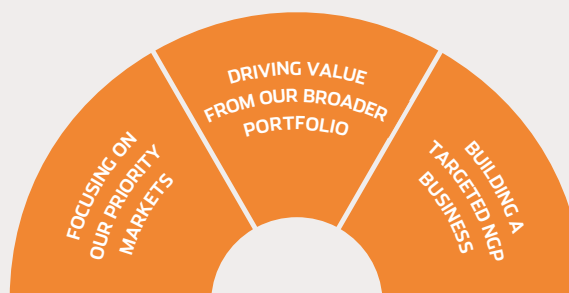 FOCUSING ON
OUR PRIORITY
MARKETS
DRIVING VALUE
FROM OUR BROADER
PORTFOLIO
BUILDING A
TARGETED NGP
BUSINESS